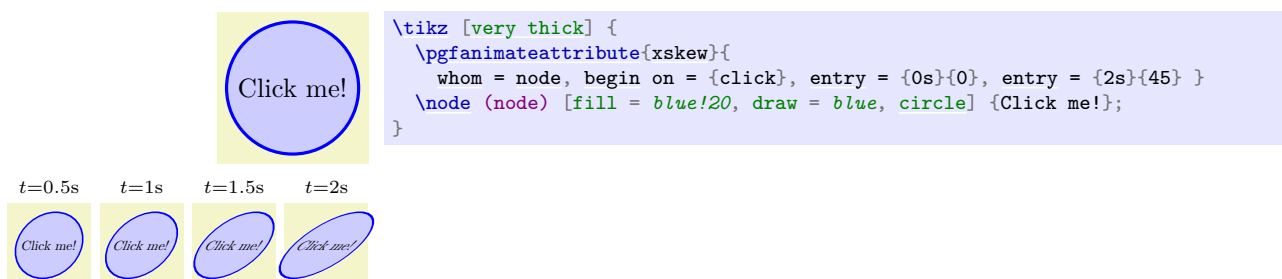 Click me!
\tikz [very thick] {
\pgfanimateattribute{xskew}{
whom = node, begin on = {click}, entry = {0s}{0}, entry = {2s}{45} }
\node (node) [fill = blue!20, draw = blue, circle] {Click me!};
}
t=0.5s t=1s t=1.5s t=2s
Click me! Click me! Click me! Click me!